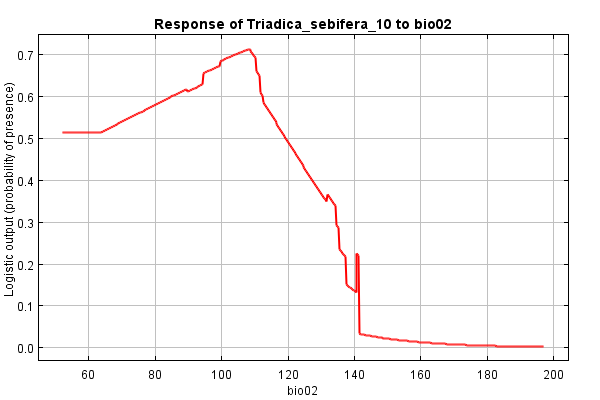 Response of Triadica_sebifera_10 to bio02
Logistic output (probability of presence)
0.7
0.6
0.5
0.4
0.3
0.2
0.1
0.0
60 80 100 120 140 160 180 200
bio02